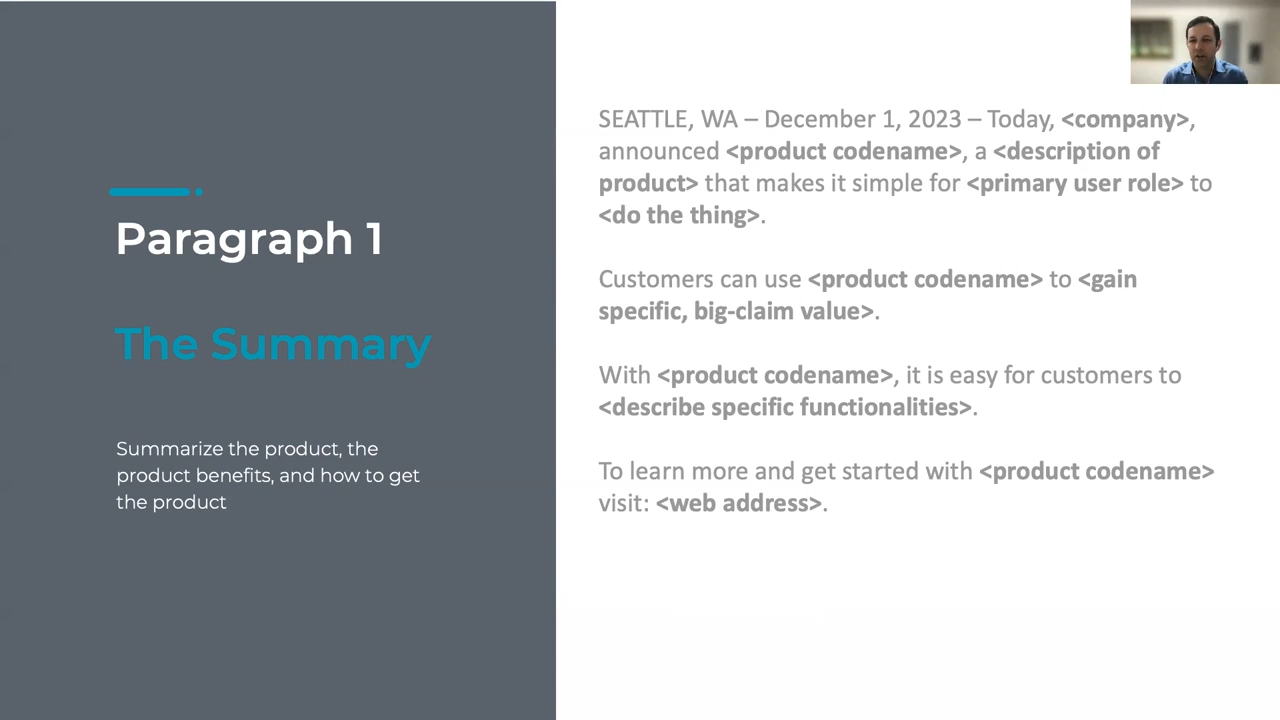 Paragraph 1
The Summary
Summarize the product, the
product benefits, and how to get
the product
SEATTLE, WA – December 1, 2023 – Today, <company>,
announced <product codename>, a <description of
product> that makes it simple for <primary user role> to
<do the thing>.
Customers can use <product codename> to <gain
specific, big-claim value>.
With <product codename>, it is easy for customers to
<describe specific functionalities>.
To learn more and get started with <product codename>
visit: <web address>.